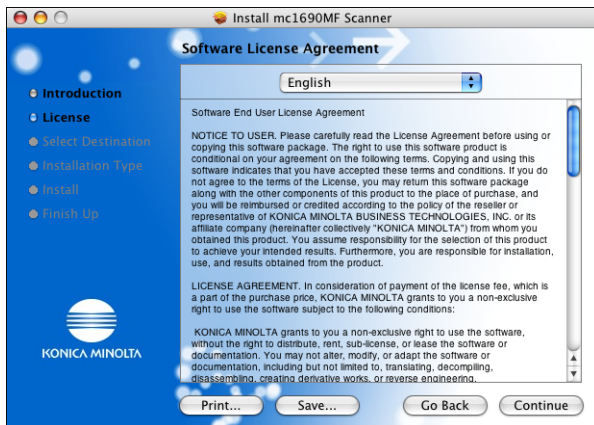 Install mc1690MF Scanner
Software License Agreement
Introduction
License
Select Destination
Installation Type
Install
Finish Up
KONICA MINOLTA
English
Software End User License Agreement
NOTICE TO USER. Please carefully read the License Agreement before using or
copying this software package. The right to use this software product is
conditional on your agreement on the following terms. Copying and using this
software indicates that you have accepted these terms and conditions. If you do
not agree to the terms of the License, you may return this software package
along with the other components of this product to the place of purchase, and
you will be reimbursed or credited according to the policy of the reseller or
representative of KONICA MINOLTA BUSINESS TECHNOLOGIES, INC. or its
affiliate company (hereinafter collectively "KONICA MINOLTA") from whom you
obtained this product. You assume responsibility for the selection of this product
to achieve your intended results. Furthermore, you are responsible for installation,
use, and results obtained from the product.
LICENSE AGREEMENT. In consideration of payment of the license fee, which is
a part of the purchase price, KONICA MINOLTA grants to you a non-exclusive
right to use the software subject to the following conditions:
KONICA MINOLTA grants to you a non-exclusive right to use the software,
without the right to distribute, rent, sub-license, or lease the software or
documentation. You may not alter, modify, or adapt the software or
documentation, including but not limited to, translating, decompiling,
disassembling, creating derivative works, or reverse engineering.
Print...
Save...
Go Back
Continue